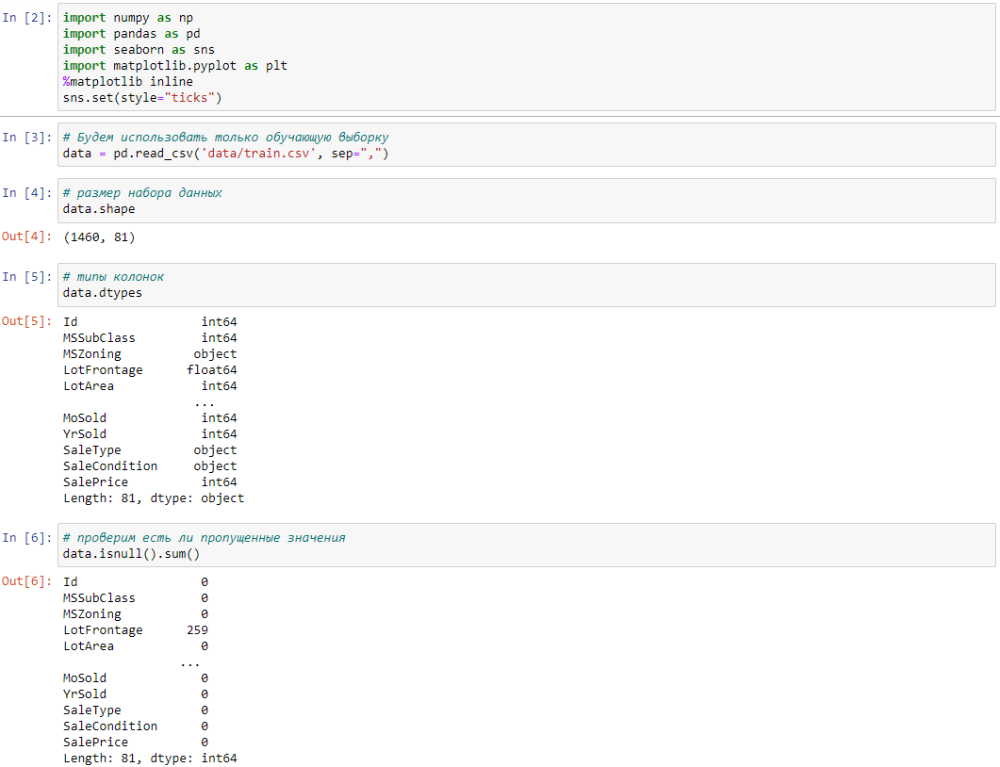 In [2]: import numpy as np
import pandas as pd
import seaborn as sns
import matplotlib.pyplot as plt
%matplotlib inline
sns.set(style="ticks")
In [3]: # Будем использовать только обучающую выборку
data = pd.read_csv('data/train.csv', sep=",")
In [4]: # размер набора данных
data.shape
Out[4]: (1460, 81)
In [5]: # типы колонок
data.dtypes
Out[5]: Id int64
MSSubClass int64
MSZoning object
LotFrontage float64
LotArea int64
...
MoSold int64
YrSold int64
SaleType object
SaleCondition object
SalePrice int64
Length: 81, dtype: object
In [6]: # проверим есть ли пропущенные значения
data.isnull().sum()
Out[6]: Id 0
MSSubClass 0
MSZoning 0
LotFrontage 259
LotArea 0
...
MoSold 0
YrSold 0
SaleType 0
SaleCondition 0
SalePrice 0
Length: 81, dtype: int64